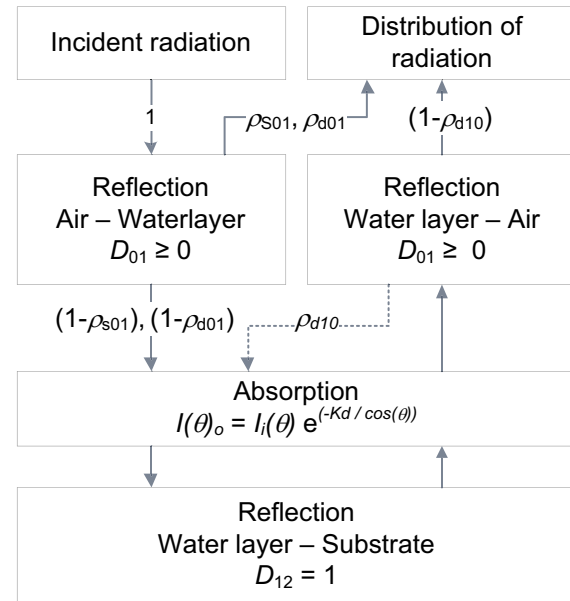 Incident radiation
Distribution of
radiation
1
ρS01, ρd01
(1-ρd10)
Reflection
Air – Waterlayer
D01 ≥ 0
Reflection
Water layer – Air
D01 ≥ 0
(1-ρs01), (1-ρd01)
ρd10
Absorption
I(θ)o = Ii(θ) e(-Kd / cos(θ))
Reflection
Water layer – Substrate
D12 = 1